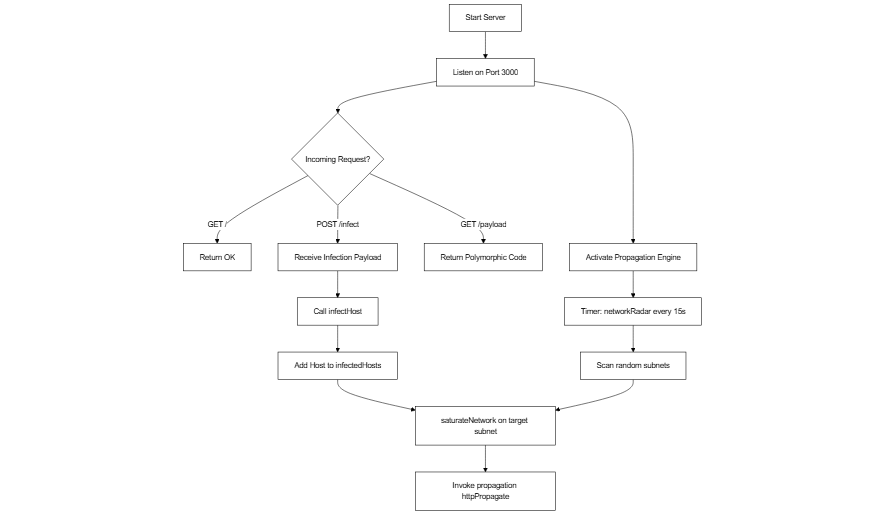 Start Server
Listen on Port 3000
Incoming Request?
GET /
POST /infect
GET /payload
Return OK
Receive Infection Payload
Return Polymorphic Code
Activate Propagation Engine
Call infectHost
Timer: networkRadar every 15s
Add Host to infectedHosts
Scan random subnets
saturateNetwork on target
subnet
Invoke propagation
httpPropagate